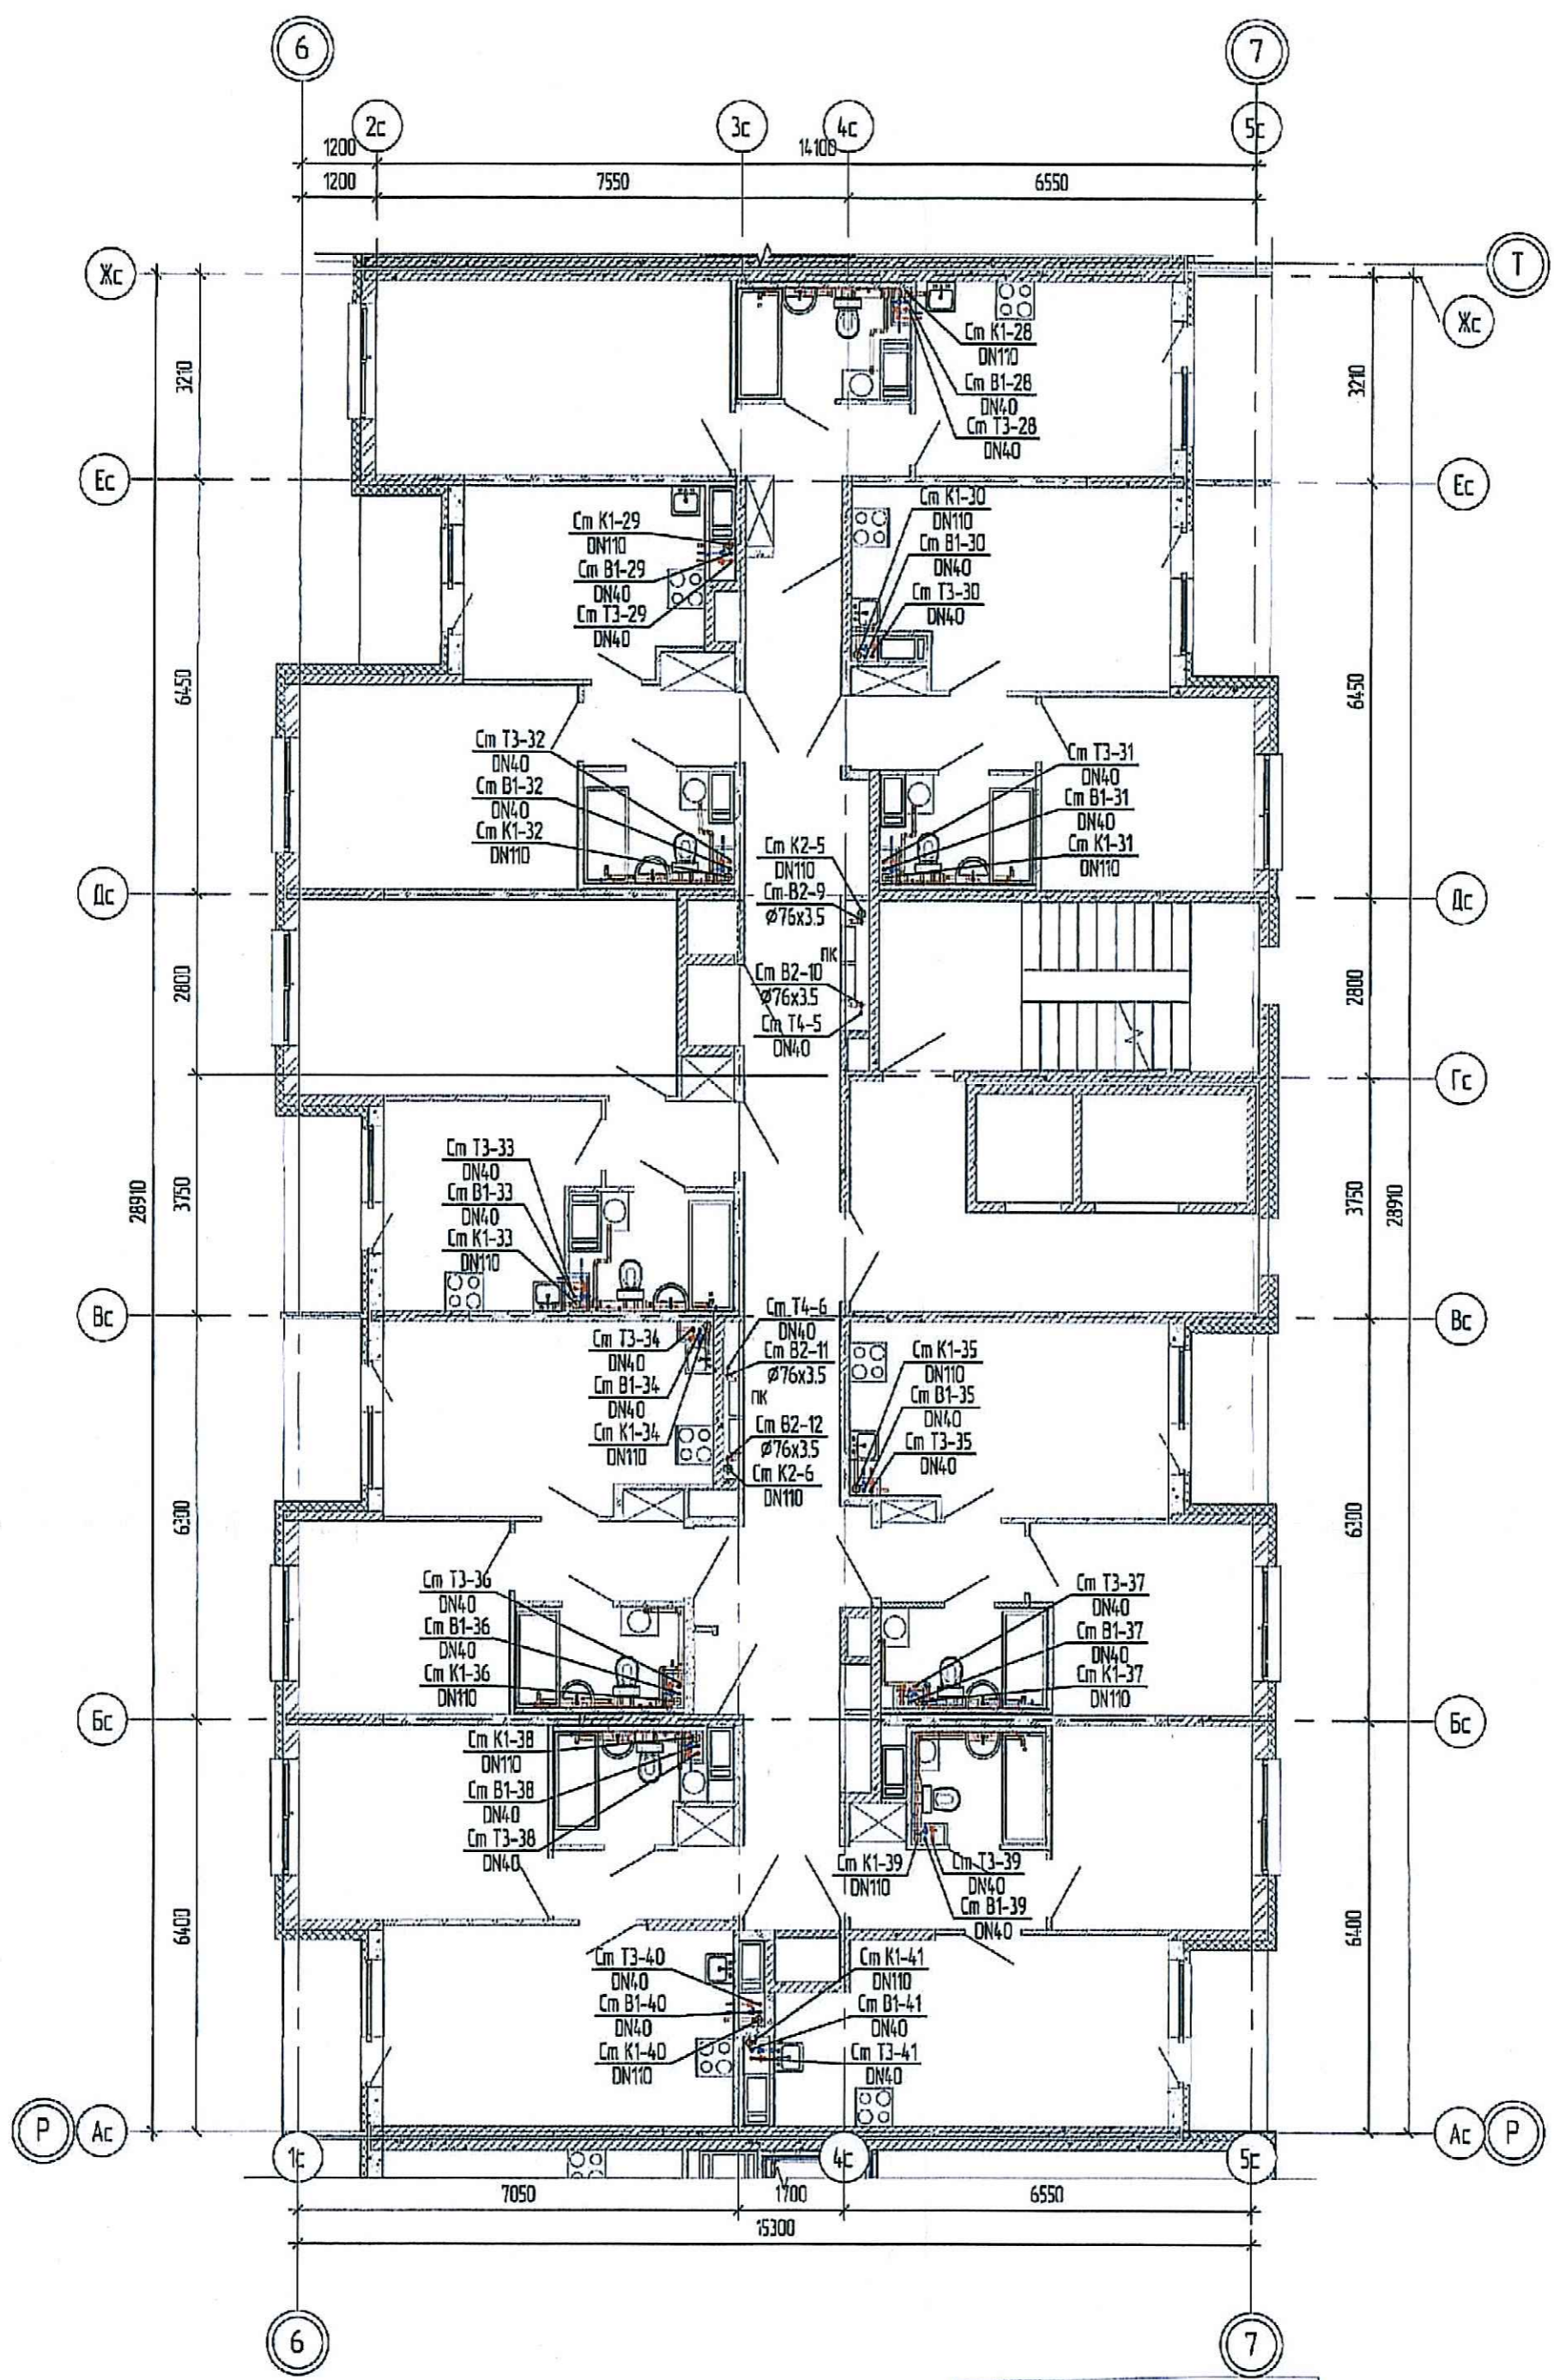 6
7
2с
3с
4с
5с
1200
14100
1200
7550
6550
Жс
Т
Жс
3210
3210
Ст К1-28
DN110
Ст В1-28
DN40
Ст Т3-28
DN40
Ес
Ес
Ст К1-29
DN110
Ст В1-29
DN40
Ст Т3-29
DN40
Ст К1-30
DN110
Ст В1-30
DN40
Ст Т3-30
DN40
6450
6450
Ст Т3-32
DN40
Ст В1-32
DN40
Ст К1-32
DN110
Ст Т3-31
DN40
Ст В1-31
DN40
Ст К1-31
DN110
Ст К2-5
DN110
Ст В2-9
Ø76х3.5
ПК
Ст В2-10
Ø76х3.5
Ст Т4-5
DN40
Дс
Дс
2800
2800
Гс
Ст Т3-33
DN40
Ст В1-33
DN40
Ст К1-33
DN110
28910
3750
3750
28910
Вс
Вс
Ст Т4-6
DN40
Ст В2-11
Ø76х3.5
ПК
Ст В2-12
Ø76х3.5
Ст К2-6
DN110
Ст Т3-34
DN40
Ст В1-34
DN40
Ст К1-34
DN110
Ст К1-35
DN110
Ст В1-35
DN40
Ст Т3-35
DN40
6300
6300
Ст Т3-36
DN40
Ст В1-36
DN40
Ст К1-36
DN110
Ст Т3-37
DN40
Ст В1-37
DN40
Ст К1-37
DN110
Бс
Бс
Ст К1-38
DN110
Ст В1-38
DN40
Ст Т3-38
DN40
Ст К1-39
DN110
Ст Т3-39
DN40
Ст В1-39
DN40
6400
6400
Ст Т3-40
DN40
Ст В1-40
DN40
Ст К1-40
DN110
Ст К1-41
DN110
Ст В1-41
DN40
Ст Т3-41
DN40
Р
Ас
Ас
Р
1с
4с
5с
7050
1700
6550
15300
6
7